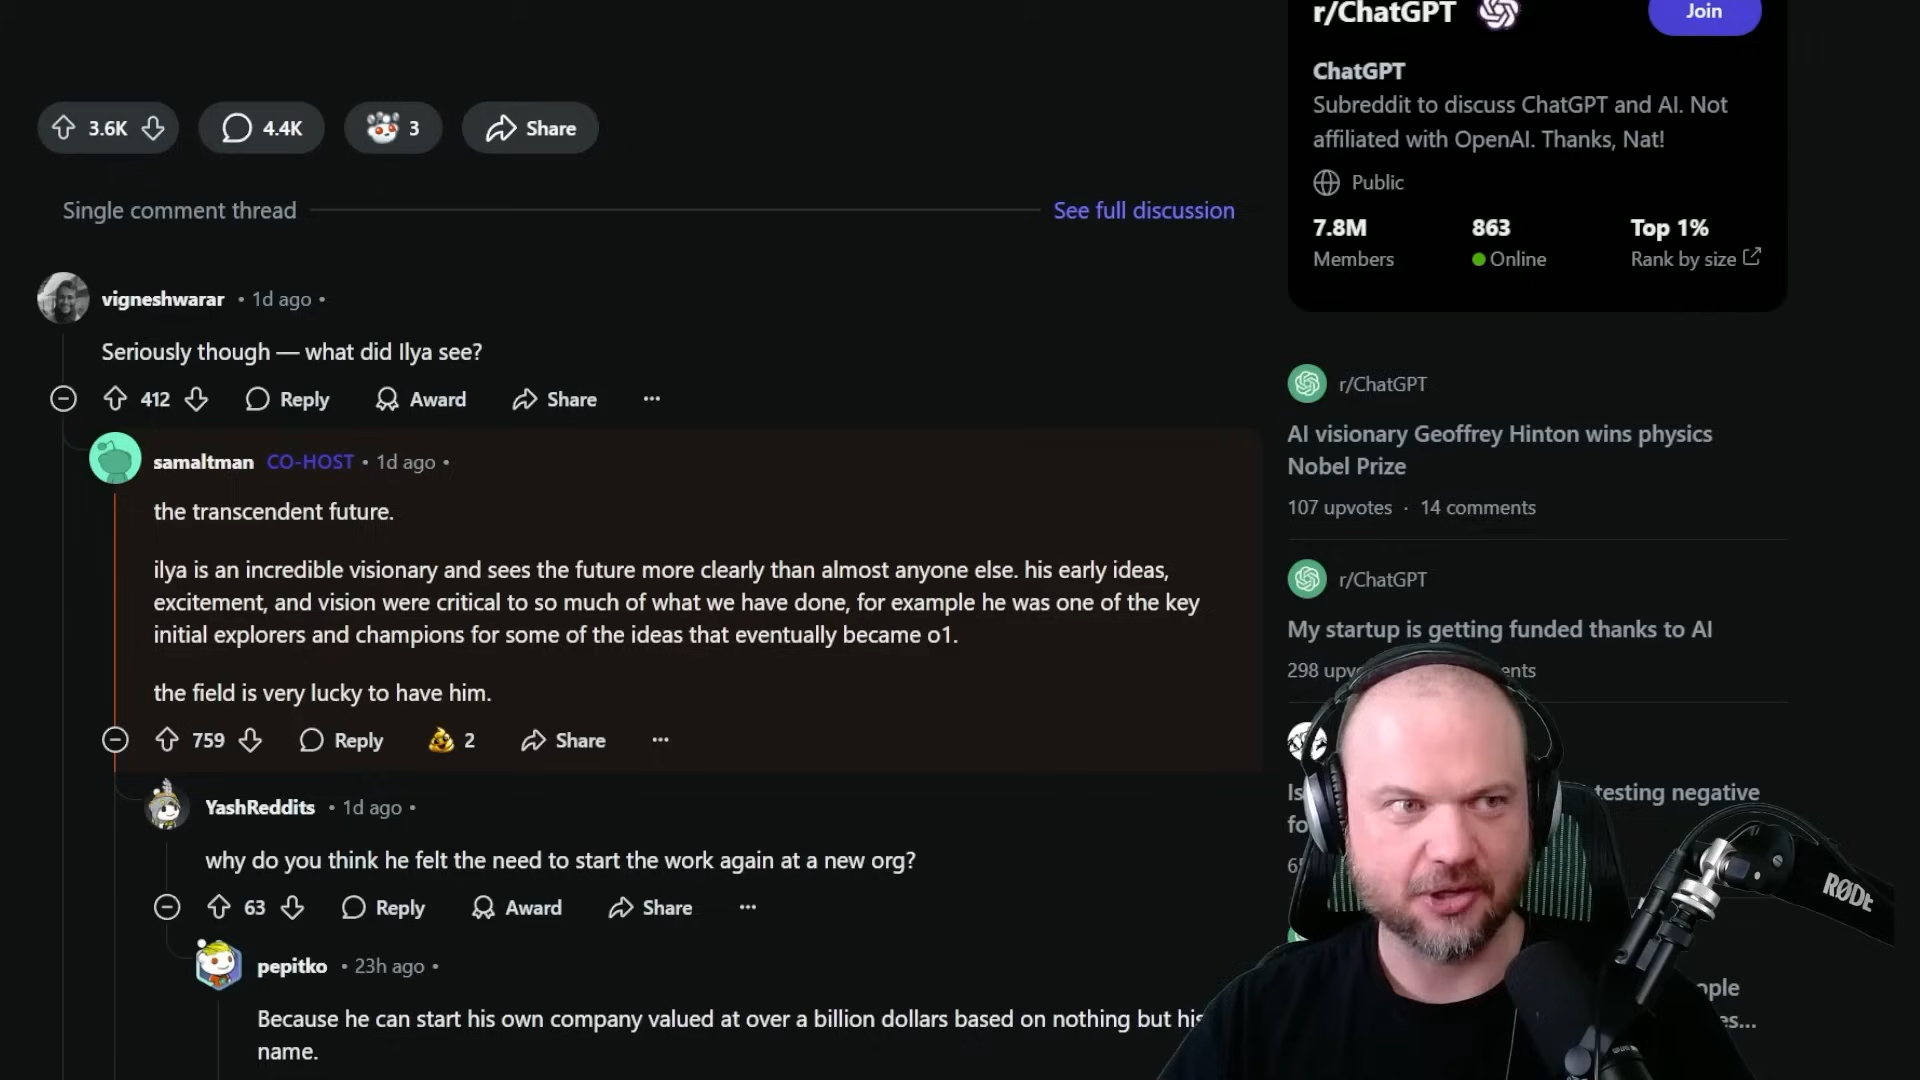 r/ChatGPT
Join
ChatGPT
Subreddit to discuss ChatGPT and AI. Not
affiliated with OpenAI. Thanks, Nat!
Public
7.8M 863 Top 1%
Members Online Rank by size
3.6K 4.4K 3 Share
Single comment thread See full discussion
vigneshwarar • 1d ago •
Seriously though — what did Ilya see?
412 Reply Award Share ...
samaltman CO-HOST • 1d ago •
the transcendent future.
ilya is an incredible visionary and sees the future more clearly than almost anyone else. his early ideas,
excitement, and vision were critical to so much of what we have done, for example he was one of the key
initial explorers and champions for some of the ideas that eventually became o1.
the field is very lucky to have him.
759 Reply 2 Share ...
YashReddits • 1d ago •
why do you think he felt the need to start the work again at a new org?
63 Reply Award Share ...
pepitko • 23h ago •
Because he can start his own company valued at over a billion dollars based on nothing but his
name.
r/ChatGPT
AI visionary Geoffrey Hinton wins physics
Nobel Prize
107 upvotes · 14 comments
r/ChatGPT
My startup is getting funded thanks to AI
298
testing negative
RØDE